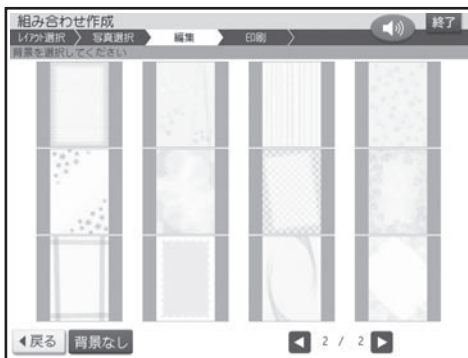 組み合わせ作成
終了
レイアウト選択 写真選択 編集 印刷
背景を選択してください
戻る 背景なし 2 / 2